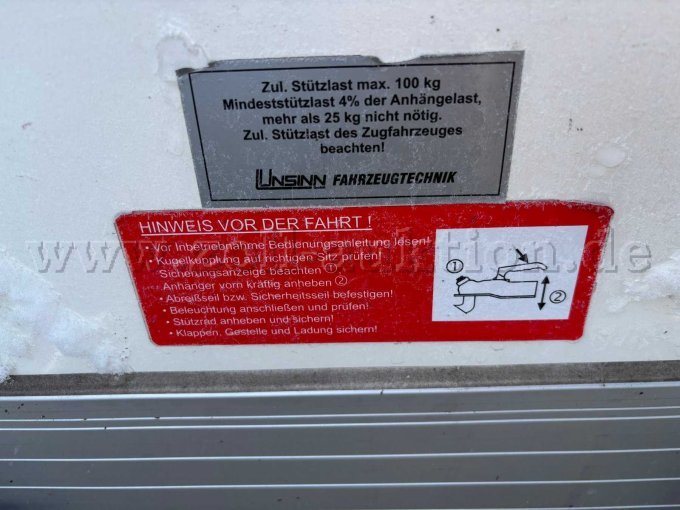 Zul. Stützlast max. 100 kg
Mindeststützlast 4% der Anhängelast,
mehr als 25 kg nicht nötig.
Zul. Stützlast des Zugfahrzeuges
beachten!
UNSINN FAHRZEUGTECHNIK
HINWEIS VOR DER FAHRT !
• Vor Inbetriebnahme Bedienungsanleitung lesen!
• Kugelkopplung auf richtigen Sitz prüfen!
Sicherungsanzeige beachten ①
Anhänger vorn kräftig anheben ②
• Abreißseil bzw. Sicherheitsseil befestigen!
• Beleuchtung anschließen und prüfen!
• Stützrad anheben und sichern!
• Klappen, Gestelle und Ladung sichern!
①
②